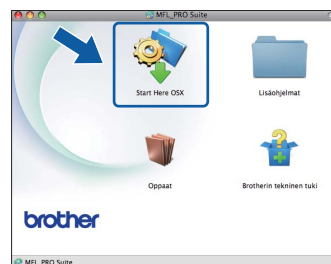 MFL_PRO Suite
Start Here OSX
Lisäohjelmat
Oppaat
Brotherin tekninen tuki
brother
MFL_PRO Suite